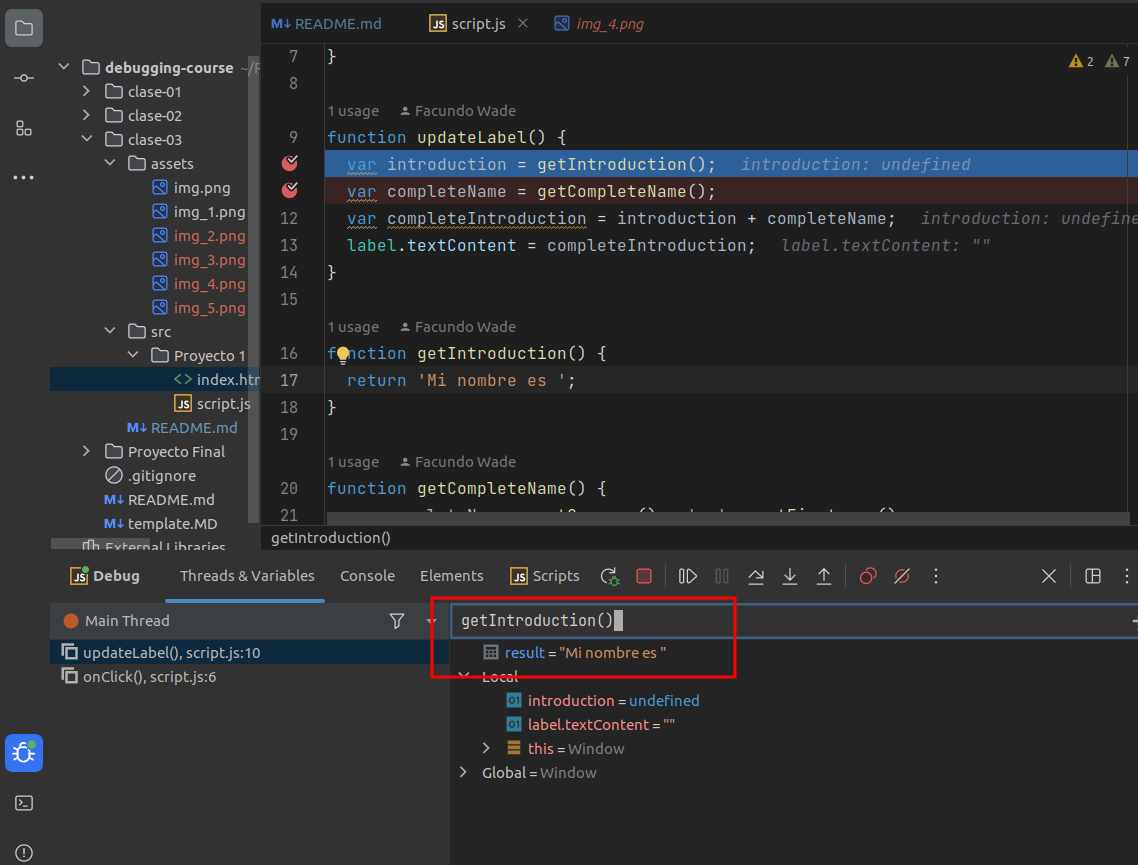 README.md
script.js
img_4.png
debugging-course
clase-01
clase-02
clase-03
assets
img.png
img_1.png
img_2.png
img_3.png
img_4.png
img_5.png
src
Proyecto 1
index.htm
script.js
README.md
Proyecto Final
.gitignore
README.md
template.MD
External Libraries
2 7
7 }
8
1 usage Facundo Wade
9 function updateLabel() {
var introduction = getIntroduction(); introduction: undefined
var completeName = getCompleteName();
12 var completeIntroduction = introduction + completeName; introduction: undefine
13 label.textContent = completeIntroduction; label.textContent: ""
14 }
15
1 usage Facundo Wade
16 function getIntroduction() {
17 return 'Mi nombre es ';
18 }
19
1 usage Facundo Wade
20 function getCompleteName() {
21
getIntroduction()
Debug Threads & Variables Console Elements Scripts
Main Thread
updateLabel(), script.js:10
onClick(), script.js:6
getIntroduction()
result = "Mi nombre es "
Local
introduction = undefined
label.textContent = ""
this = Window
Global = Window